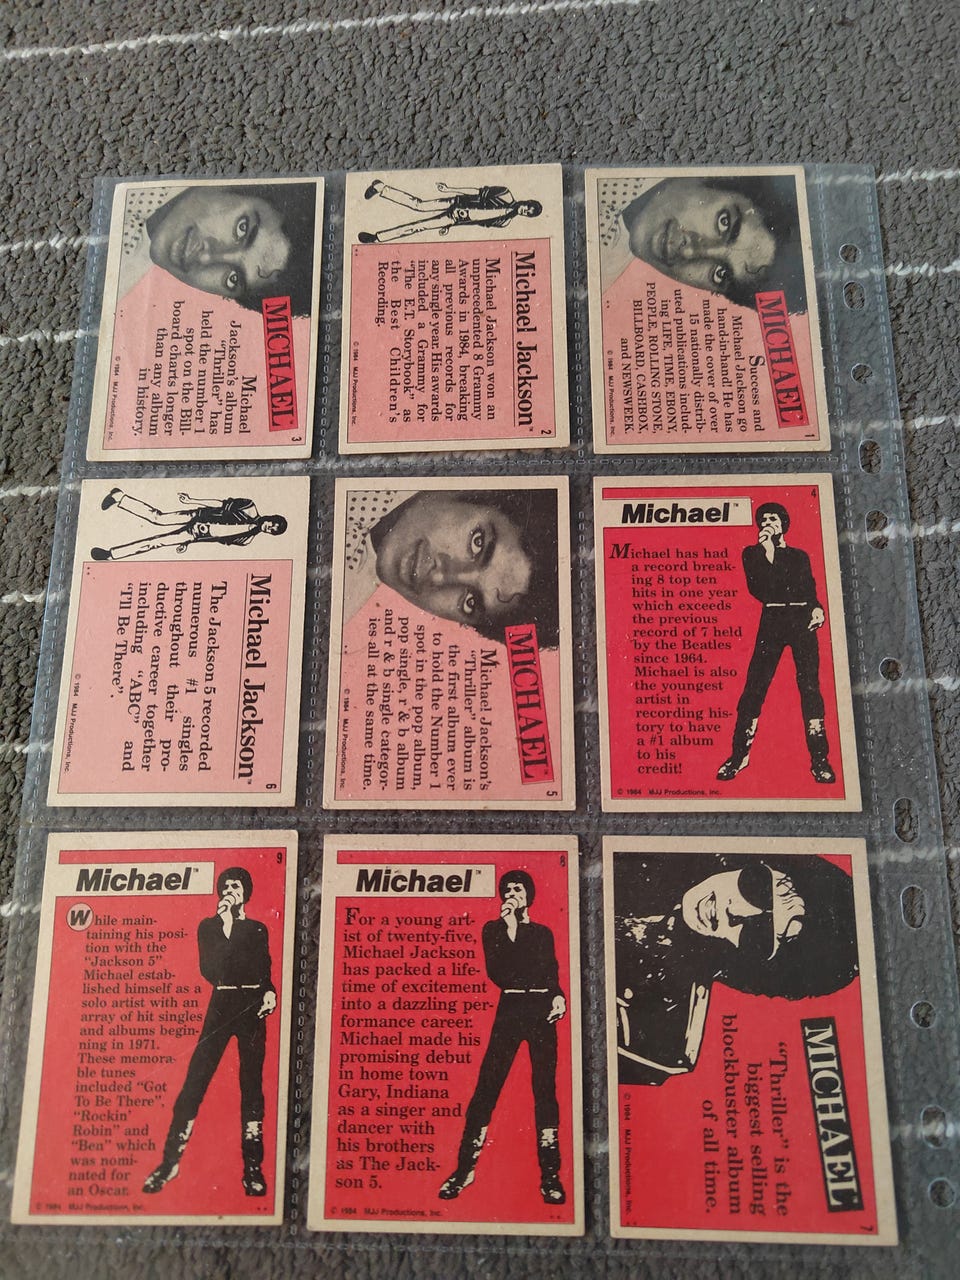 MICHAEL
Success and
Michael Jackson go
hand-in-hand! He has
made the cover of over
15 nationally distrib-
uted publications includ-
ing LIFE, TIME, EBONY,
PEOPLE, ROLLING STONE,
BILLBOARD, CASHBOX,
and NEWSWEEK
© 1984 MJJ Productions, Inc.
1
Michael Jackson™
Michael Jackson won an
unprecedented 8 Grammy
Awards in 1984, breaking
all previous records for
any single year. His awards
included a Grammy for
"The E.T. Storybook" as
the Best Children's
Recording.
© 1984 MJJ Productions, Inc.
2
MICHAEL
Michael
Jackson's album
"Thriller" has
held the number 1
spot on the Bill-
board charts longer
than any album
in history.
© 1984 MJJ Productions, Inc.
3
4
Michael™
Michael has had
a record break-
ing 8 top ten
hits in one year
which exceeds
the previous
record of 7 held
by the Beatles
since 1964.
Michael is also
the youngest
artist in
recording his-
tory to have
a #1 album
to his
credit!
© 1984 MJJ Productions, Inc.
MICHAEL™
Michael Jackson's
"Thriller" album is
the first album ever
to hold the Number 1
spot in the pop album,
pop single, r & b album
and r & b single categor-
ies all at the same time.
© 1984 MJJ Productions, Inc.
5
Michael Jackson™
The Jackson 5 recorded
numerous #1 singles
throughout their pro-
ductive career together
including "ABC" and
"I'll Be There".
© 1984 MJJ Productions, Inc.
6
MICHAEL™
"Thriller" is the
biggest selling
blockbuster album
of all time.
© 1984 MJJ Productions, Inc.
7
8
Michael™
For a young art-
ist of twenty-five,
Michael Jackson
has packed a life-
time of excitement
into a dazzling per-
formance career.
Michael made his
promising debut
in home town
Gary, Indiana
as a singer and
dancer with
his brothers
as The Jack-
son 5.
© 1984 MJJ Productions, Inc.
9
Michael™
While main-
taining his posi-
tion with the
"Jackson 5"
Michael estab-
lished himself as a
solo artist with an
array of hit singles
and albums begin-
ning in 1971.
These memora-
ble tunes
included "Got
To Be There",
"Rockin'
Robin" and
"Ben" which
was nomi-
nated for
an Oscar.
© 1984 MJJ Productions, Inc.